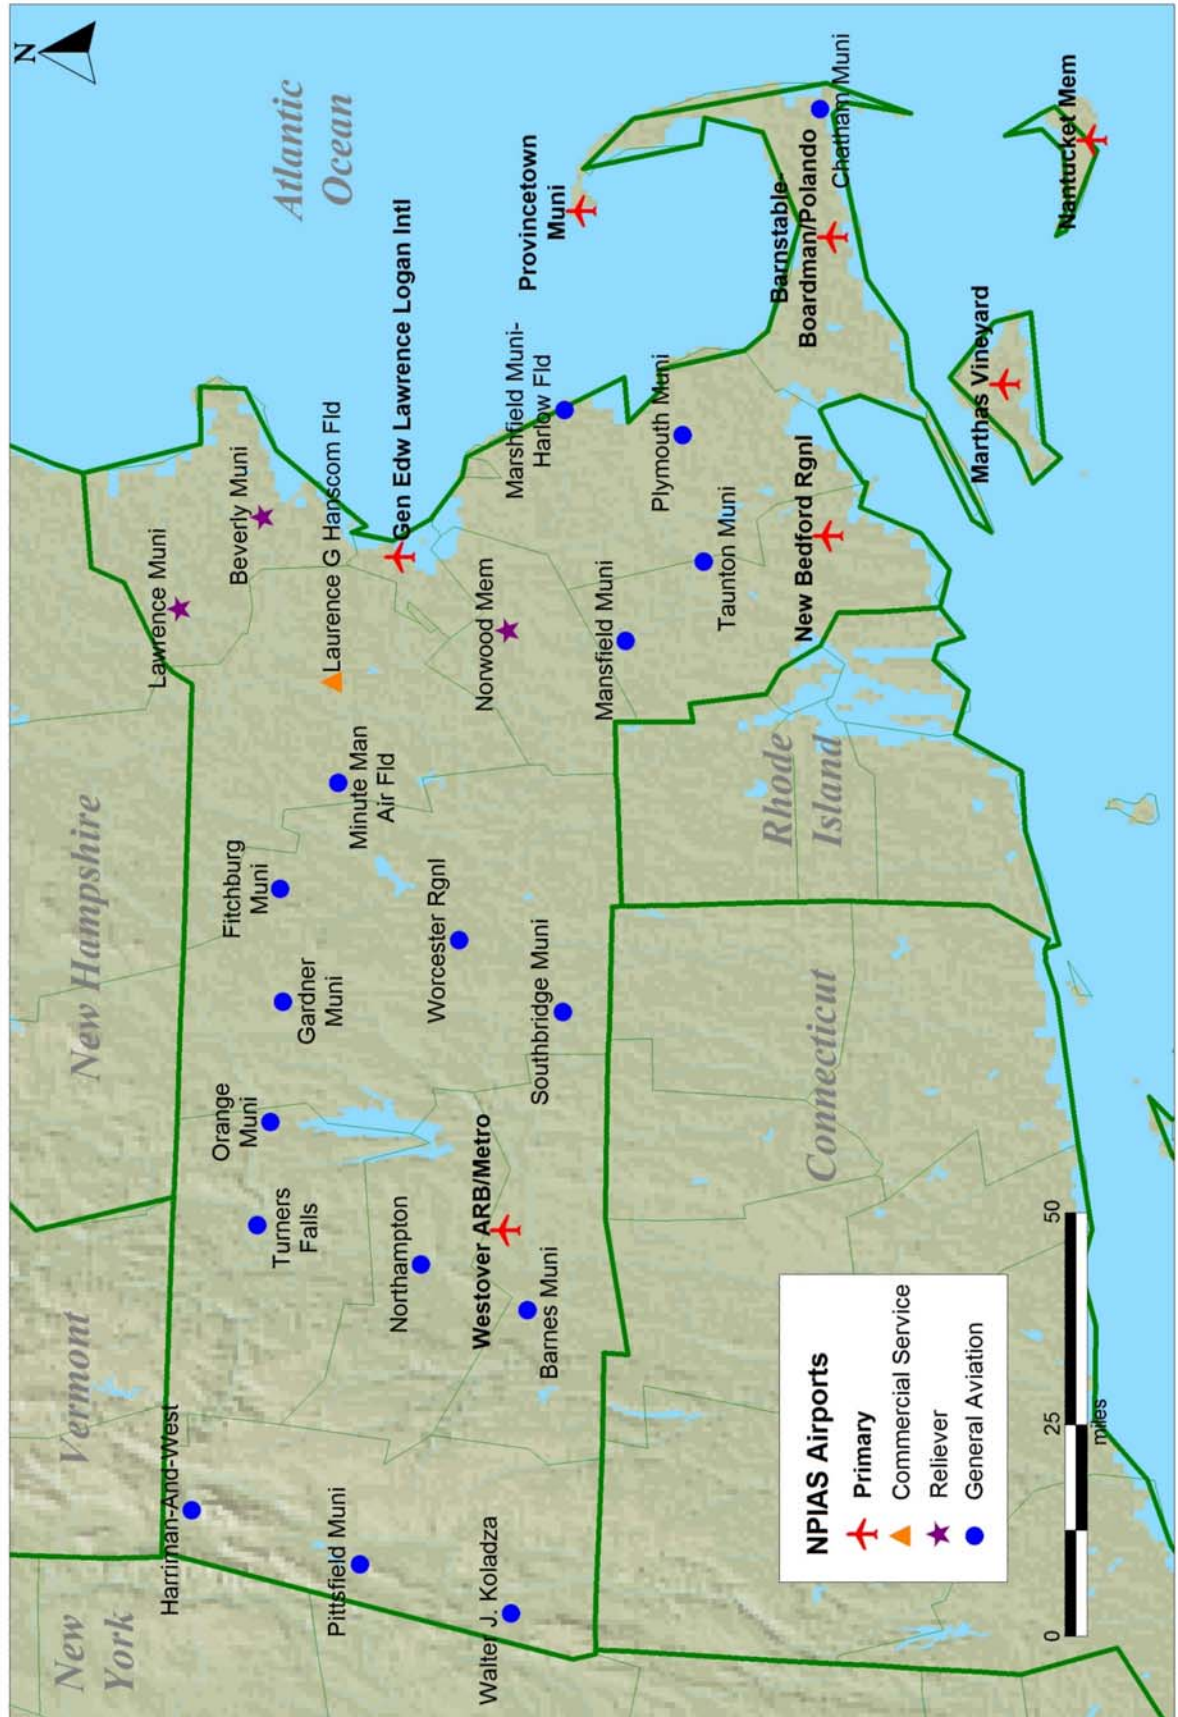 N
Atlantic
Ocean
New
York
Vermont
New Hampshire
Rhode
Island
Connecticut
Harriman-And-West
Pittsfield Muni
Walter J. Koladza
Turners
Falls
Northampton
Westover ARB/Metro
Barnes Muni
Orange
Muni
Gardner
Muni
Fitchburg
Muni
Worcester Rgnl
Southbridge Muni
Minute Man
Air Fld
Lawrence Muni
Beverly Muni
Laurence G Hanscom Fld
Gen Edw Lawrence Logan Intl
Norwood Mem
Mansfield Muni
Marshfield Muni-
Harlow Fld
Plymouth Muni
Taunton Muni
New Bedford Rgnl
Provincetown
Muni
Barnstable-
Boardman/Polando
Chatham Muni
Marthas Vineyard
Nantucket Mem
NPIAS Airports
Primary
Commercial Service
Reliever
General Aviation
0
25
50
miles